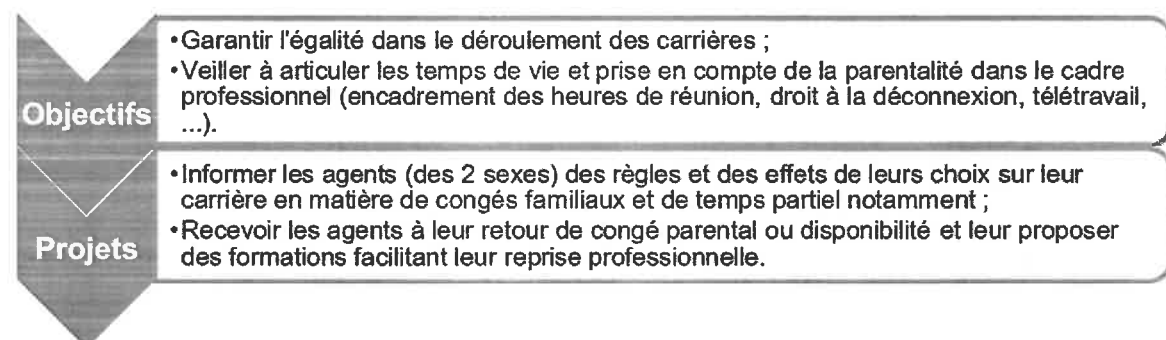 •Garantir l'égalité dans le déroulement des carrières ;
•Veiller à articuler les temps de vie et prise en compte de la parentalité dans le cadre
professionnel (encadrement des heures de réunion, droit à la déconnexion, télétravail,
...).
Objectifs
•Informer les agents (des 2 sexes) des règles et des effets de leurs choix sur leur
carrière en matière de congés familiaux et de temps partiel notamment ;
•Recevoir les agents à leur retour de congé parental ou disponibilité et leur proposer
des formations facilitant leur reprise professionnelle.
Projets